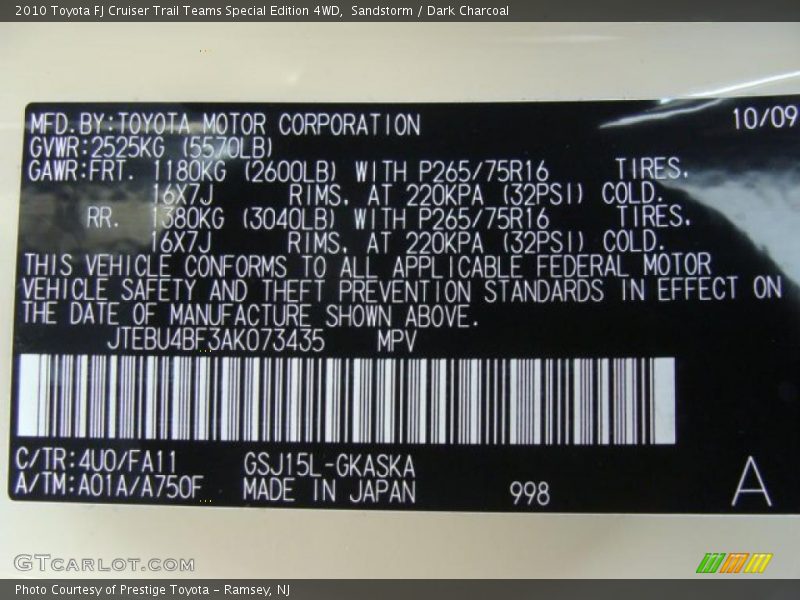 2010 Toyota FJ Cruiser Trail Teams Special Edition 4WD, Sandstorm / Dark Charcoal
MFD.BY:TOYOTA MOTOR CORPORATION 10/09
GVWR:2525KG (5570LB)
GAWR:FRT. 1180KG (2600LB) WITH P265/75R16 TIRES.
16X7J RIMS. AT 220KPA (32PSI) COLD.
RR. 1380KG (3040LB) WITH P265/75R16 TIRES.
16X7J RIMS. AT 220KPA (32PSI) COLD.
THIS VEHICLE CONFORMS TO ALL APPLICABLE FEDERAL MOTOR
VEHICLE SAFETY AND THEFT PREVENTION STANDARDS IN EFFECT ON
THE DATE OF MANUFACTURE SHOWN ABOVE.
JTEBU4BF3AK073435 MPV
C/TR:4U0/FA11 GSJ15L-GKASKA
A/TM:A01A/A750F MADE IN JAPAN 998 A
GTCARLOT.COM
Photo Courtesy of Prestige Toyota - Ramsey, NJ